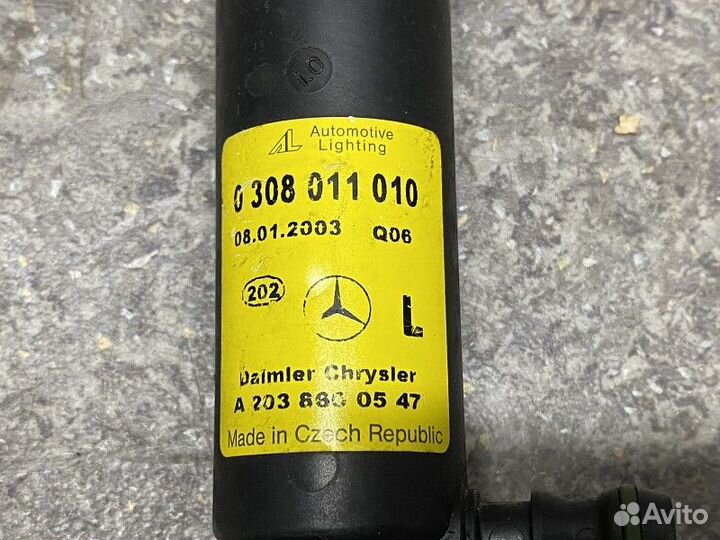 1.0
AL Automotive
Lighting
0 308 011 010
08.01.2003 Q06
202
L
Daimler Chrysler
A 203 860 05 47
Made in Czech Republic
Avito